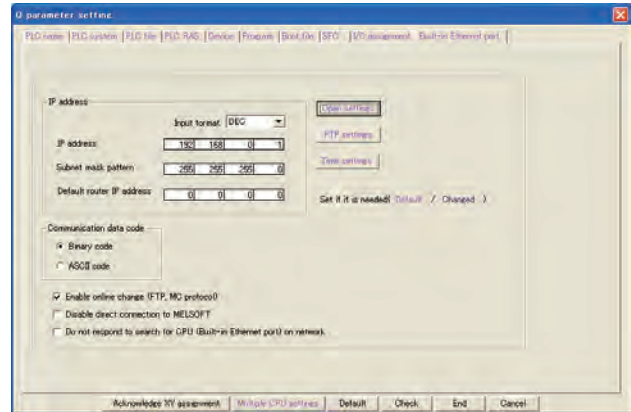 Q parameter setting
PLC name | PLC system | PLC file | PLC RAS | Device | Program | Boot file | SFC | I/O assignment | Built-in Ethernet port
IP address
Input format DEC
IP address 192 168 0 1
Subnet mask pattern 255 255 255 0
Default router IP address 0 0 0 0
Open settings
FTP settings
Time settings
Set if it is needed( Default / Changed )
Communication data code
Binary code
ASCII code
Enable online change (FTP, MC protocol)
Disable direct connection to MELSOFT
Do not respond to search for CPU (Built-in Ethernet port) on network
Acknowledge XY assignment Multiple CPU settings Default Check End Cancel